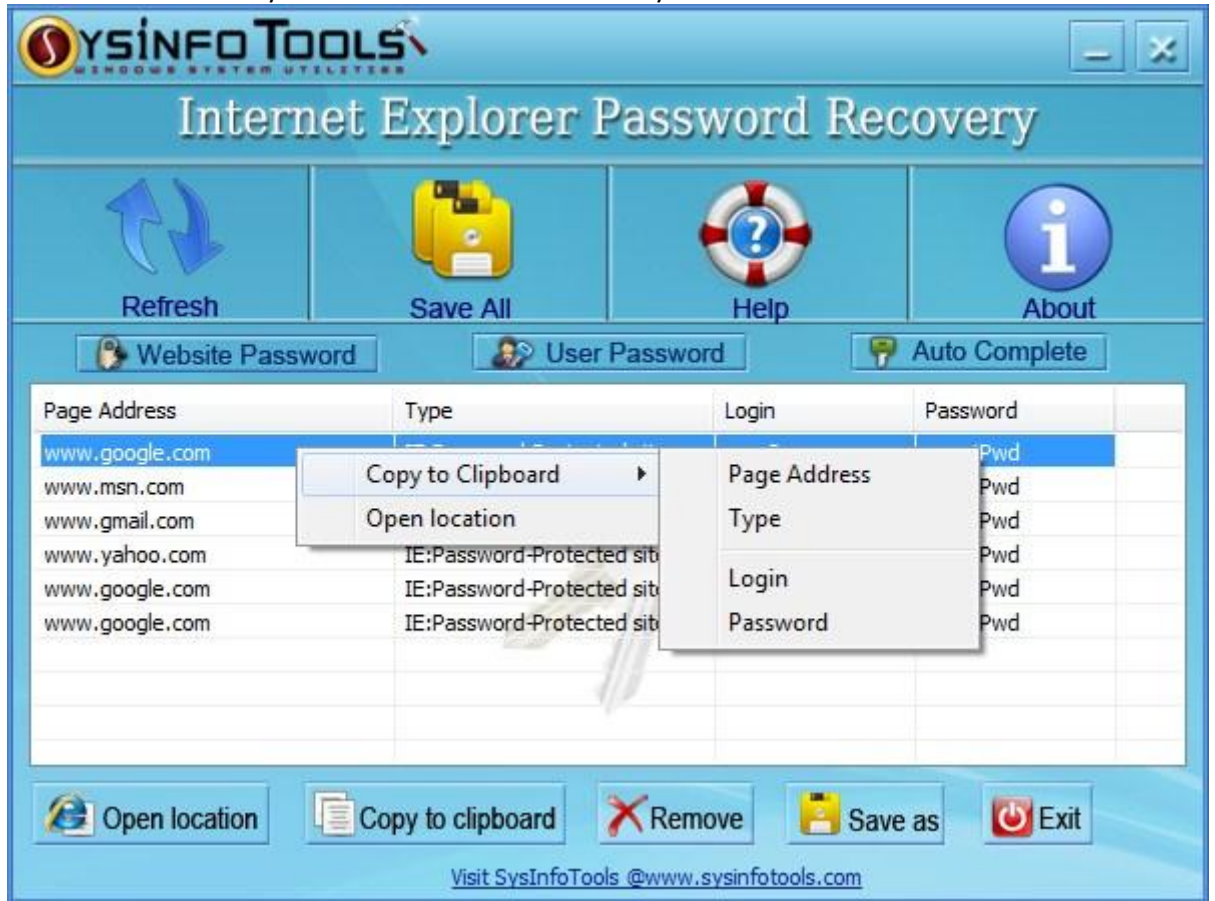 SYSINFO TOOLS
WINDOWS SYSTEM UTILITIES
Internet Explorer Password Recovery
Refresh Save All Help About
Website Password User Password Auto Complete
Page Address Type Login Password
www.google.com Pwd
Copy to Clipboard Page Address
www.msn.com Pwd
Open location Type
www.gmail.com Pwd
www.yahoo.com IE:Password-Protected sit Pwd
Login
www.google.com IE:Password-Protected sit Pwd
www.google.com IE:Password-Protected sit Pwd
Password
Open location Copy to clipboard Remove Save as Exit
Visit SysInfoTools @www.sysinfotools.com